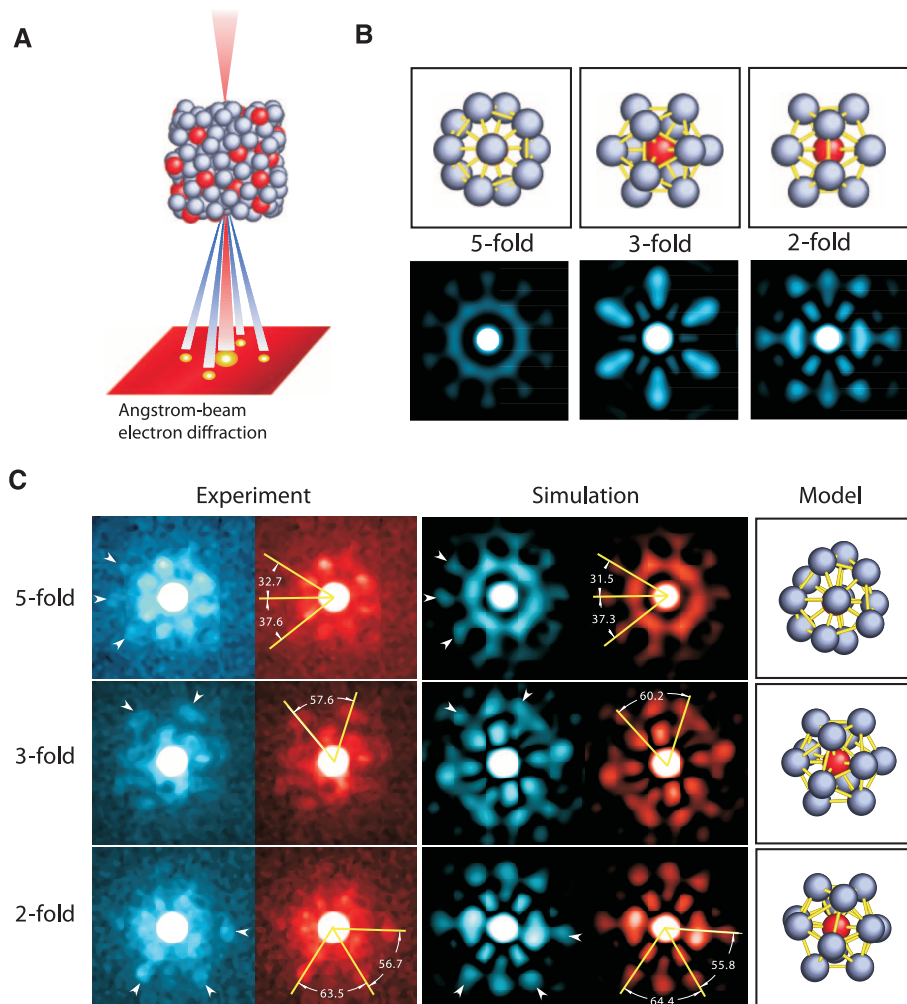 A
Angstrom-beam
electron diffraction
B
5-fold
3-fold
2-fold
C
Experiment
Simulation
Model
5-fold
32.7
37.6
31.5
37.3
3-fold
57.6
60.2
2-fold
56.7
63.5
55.8
64.4